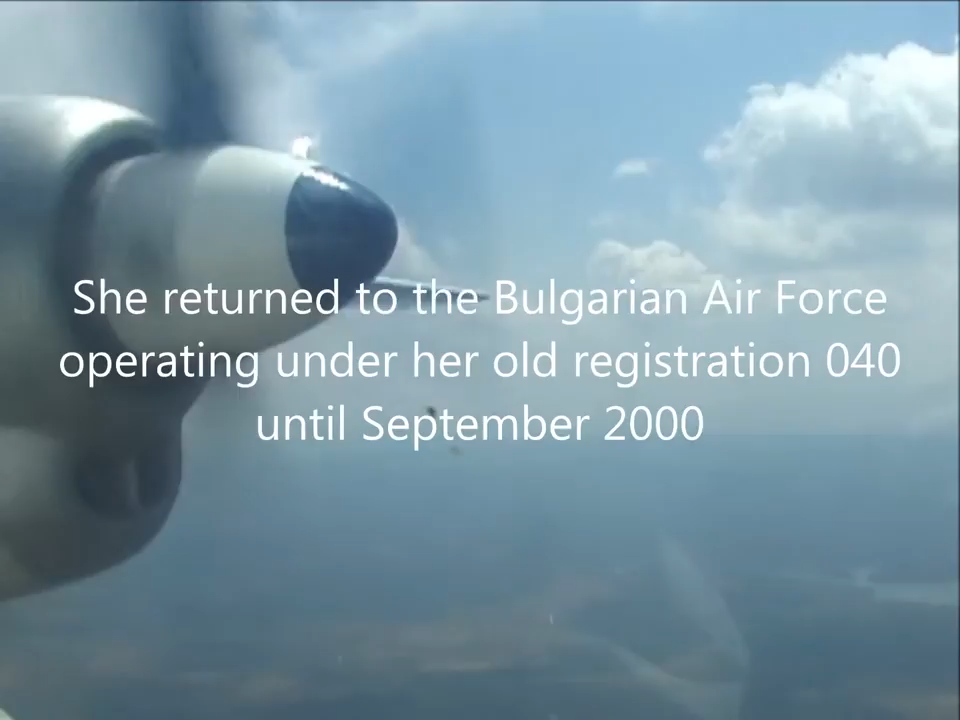 She returned to the Bulgarian Air Force
operating under her old registration 040
until September 2000